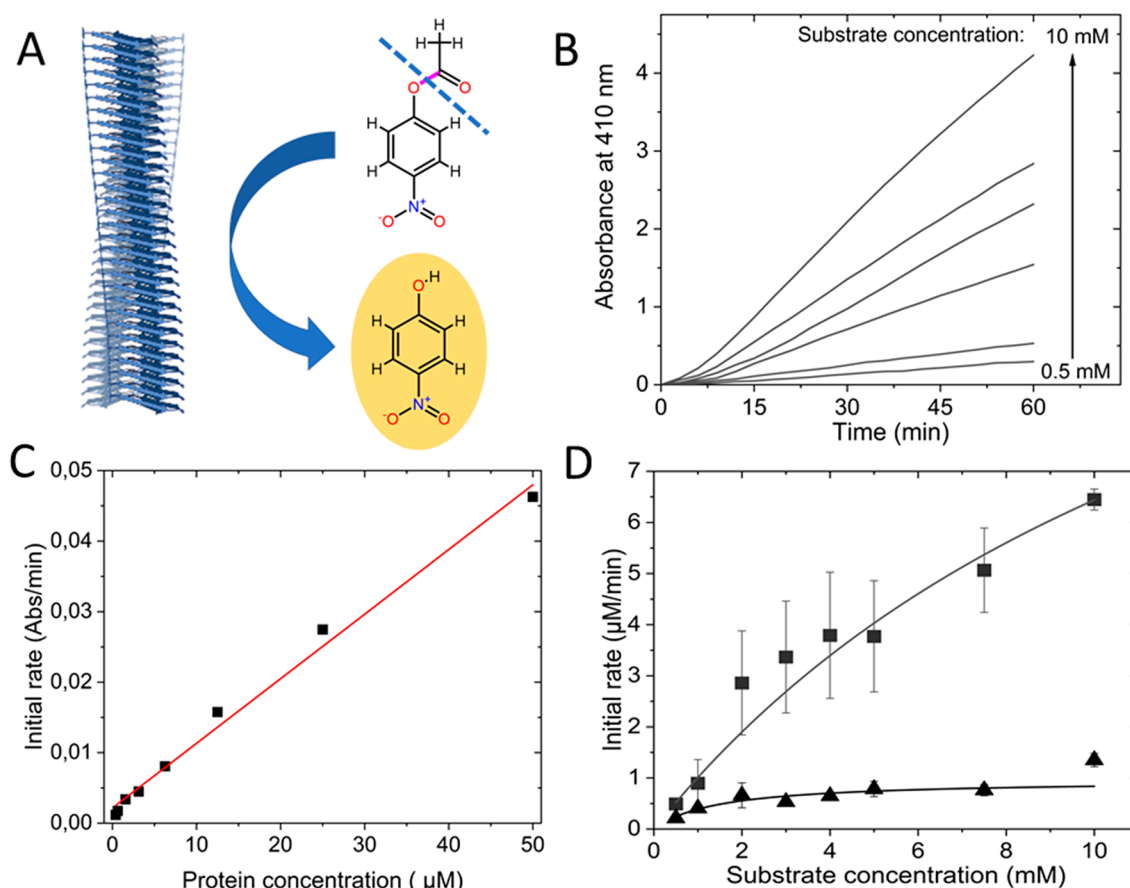 A
H
H-C-H
O
O
H H
H H
N+
-O O
O.H
H H
H H
N+
-O O
B
Substrate concentration: 10 mM
4
3
2
1
0
0.5 mM
0 15 30 45 60
Time (min)
Absorbance at 410 nm
C
0,05
0,04
0,03
0,02
0,01
0,00
0 10 20 30 40 50
Protein concentration ( µM)
Initial rate (Abs/min)
D
7
6
5
4
3
2
1
0
0 2 4 6 8 10
Substrate concentration (mM)
Initial rate (µM/min)